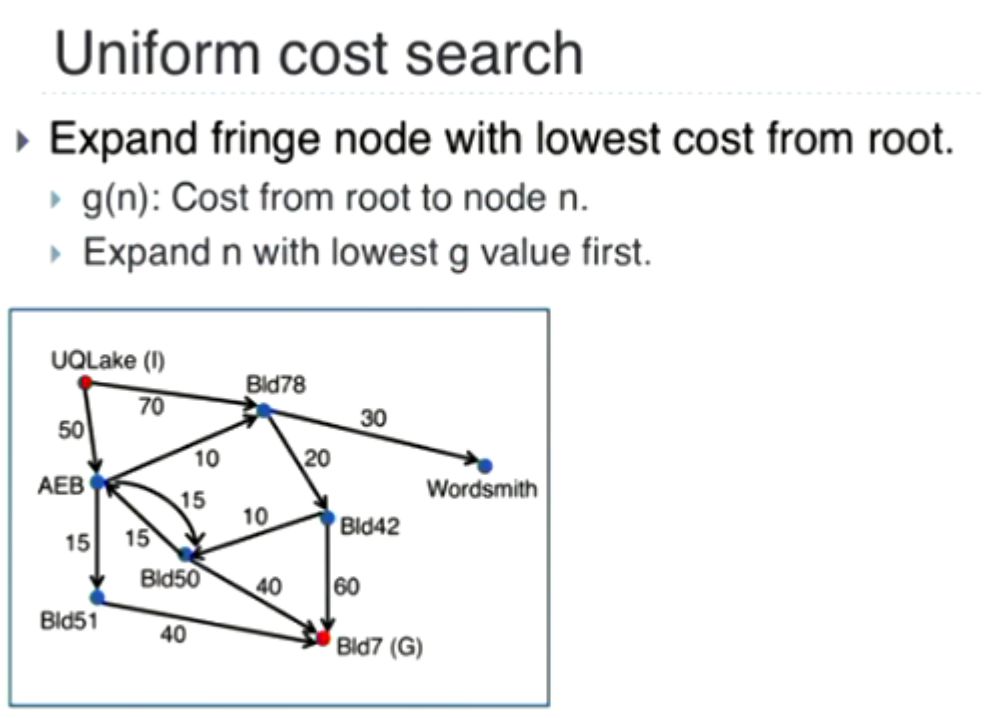 Uniform cost search
Expand fringe node with lowest cost from root.
g(n): Cost from root to node n.
Expand n with lowest g value first.
UQLake (I)
Bld78
70
30
50
10
20
AEB
Wordsmith
15
10
Bld42
15
15
Bld50
40
60
Bld51
40
Bld7 (G)